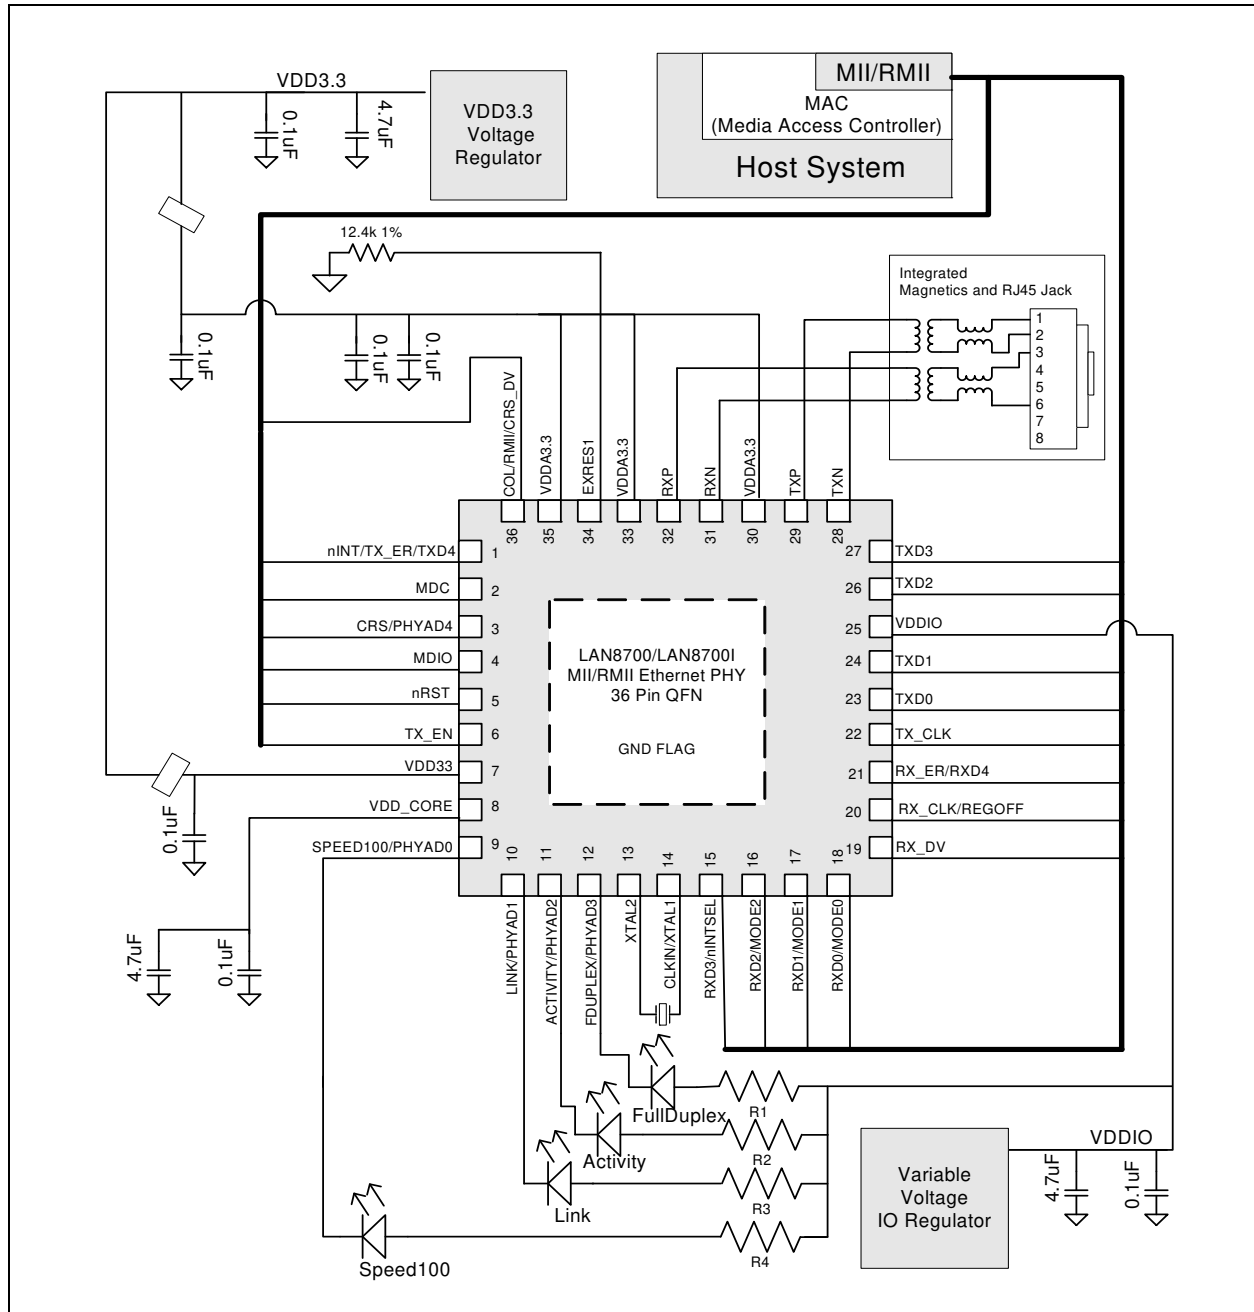 VDD3.3
0.1uF
4.7uF
VDD3.3
Voltage
Regulator
MII/RMII
MAC
(Media Access Controller)
Host System
12.4k 1%
Integrated
Magnetics and RJ45 Jack
1
2
3
4
5
6
7
8
0.1uF
0.1uF
0.1uF
COL/RMII/CRS_DV
VDDA3.3
EXRES1
VDDA3.3
RXP
RXN
VDDA3.3
TXP
TXN
36
35
34
33
32
31
30
29
28
nINT/TX_ER/TXD4
1
MDC
2
CRS/PHYAD4
3
MDIO
4
nRST
5
TX_EN
6
VDD33
7
VDD_CORE
8
SPEED100/PHYAD0
9
LAN8700/LAN8700I
MII/RMII Ethernet PHY
36 Pin QFN
GND FLAG
27
TXD3
26
TXD2
25
VDDIO
24
TXD1
23
TXD0
22
TX_CLK
21
RX_ER/RXD4
20
RX_CLK/REGOFF
19
RX_DV
0.1uF
4.7uF
0.1uF
10
11
12
13
14
15
16
17
18
LINK/PHYAD1
ACTIVITY/PHYAD2
FDUPLEX/PHYAD3
XTAL2
CLKIN/XTAL1
RXD3/nINTSEL
RXD2/MODE2
RXD1/MODE1
RXD0/MODE0
FullDuplex
R1
Activity
R2
Link
R3
Speed100
R4
Variable
Voltage
IO Regulator
VDDIO
4.7uF
0.1uF